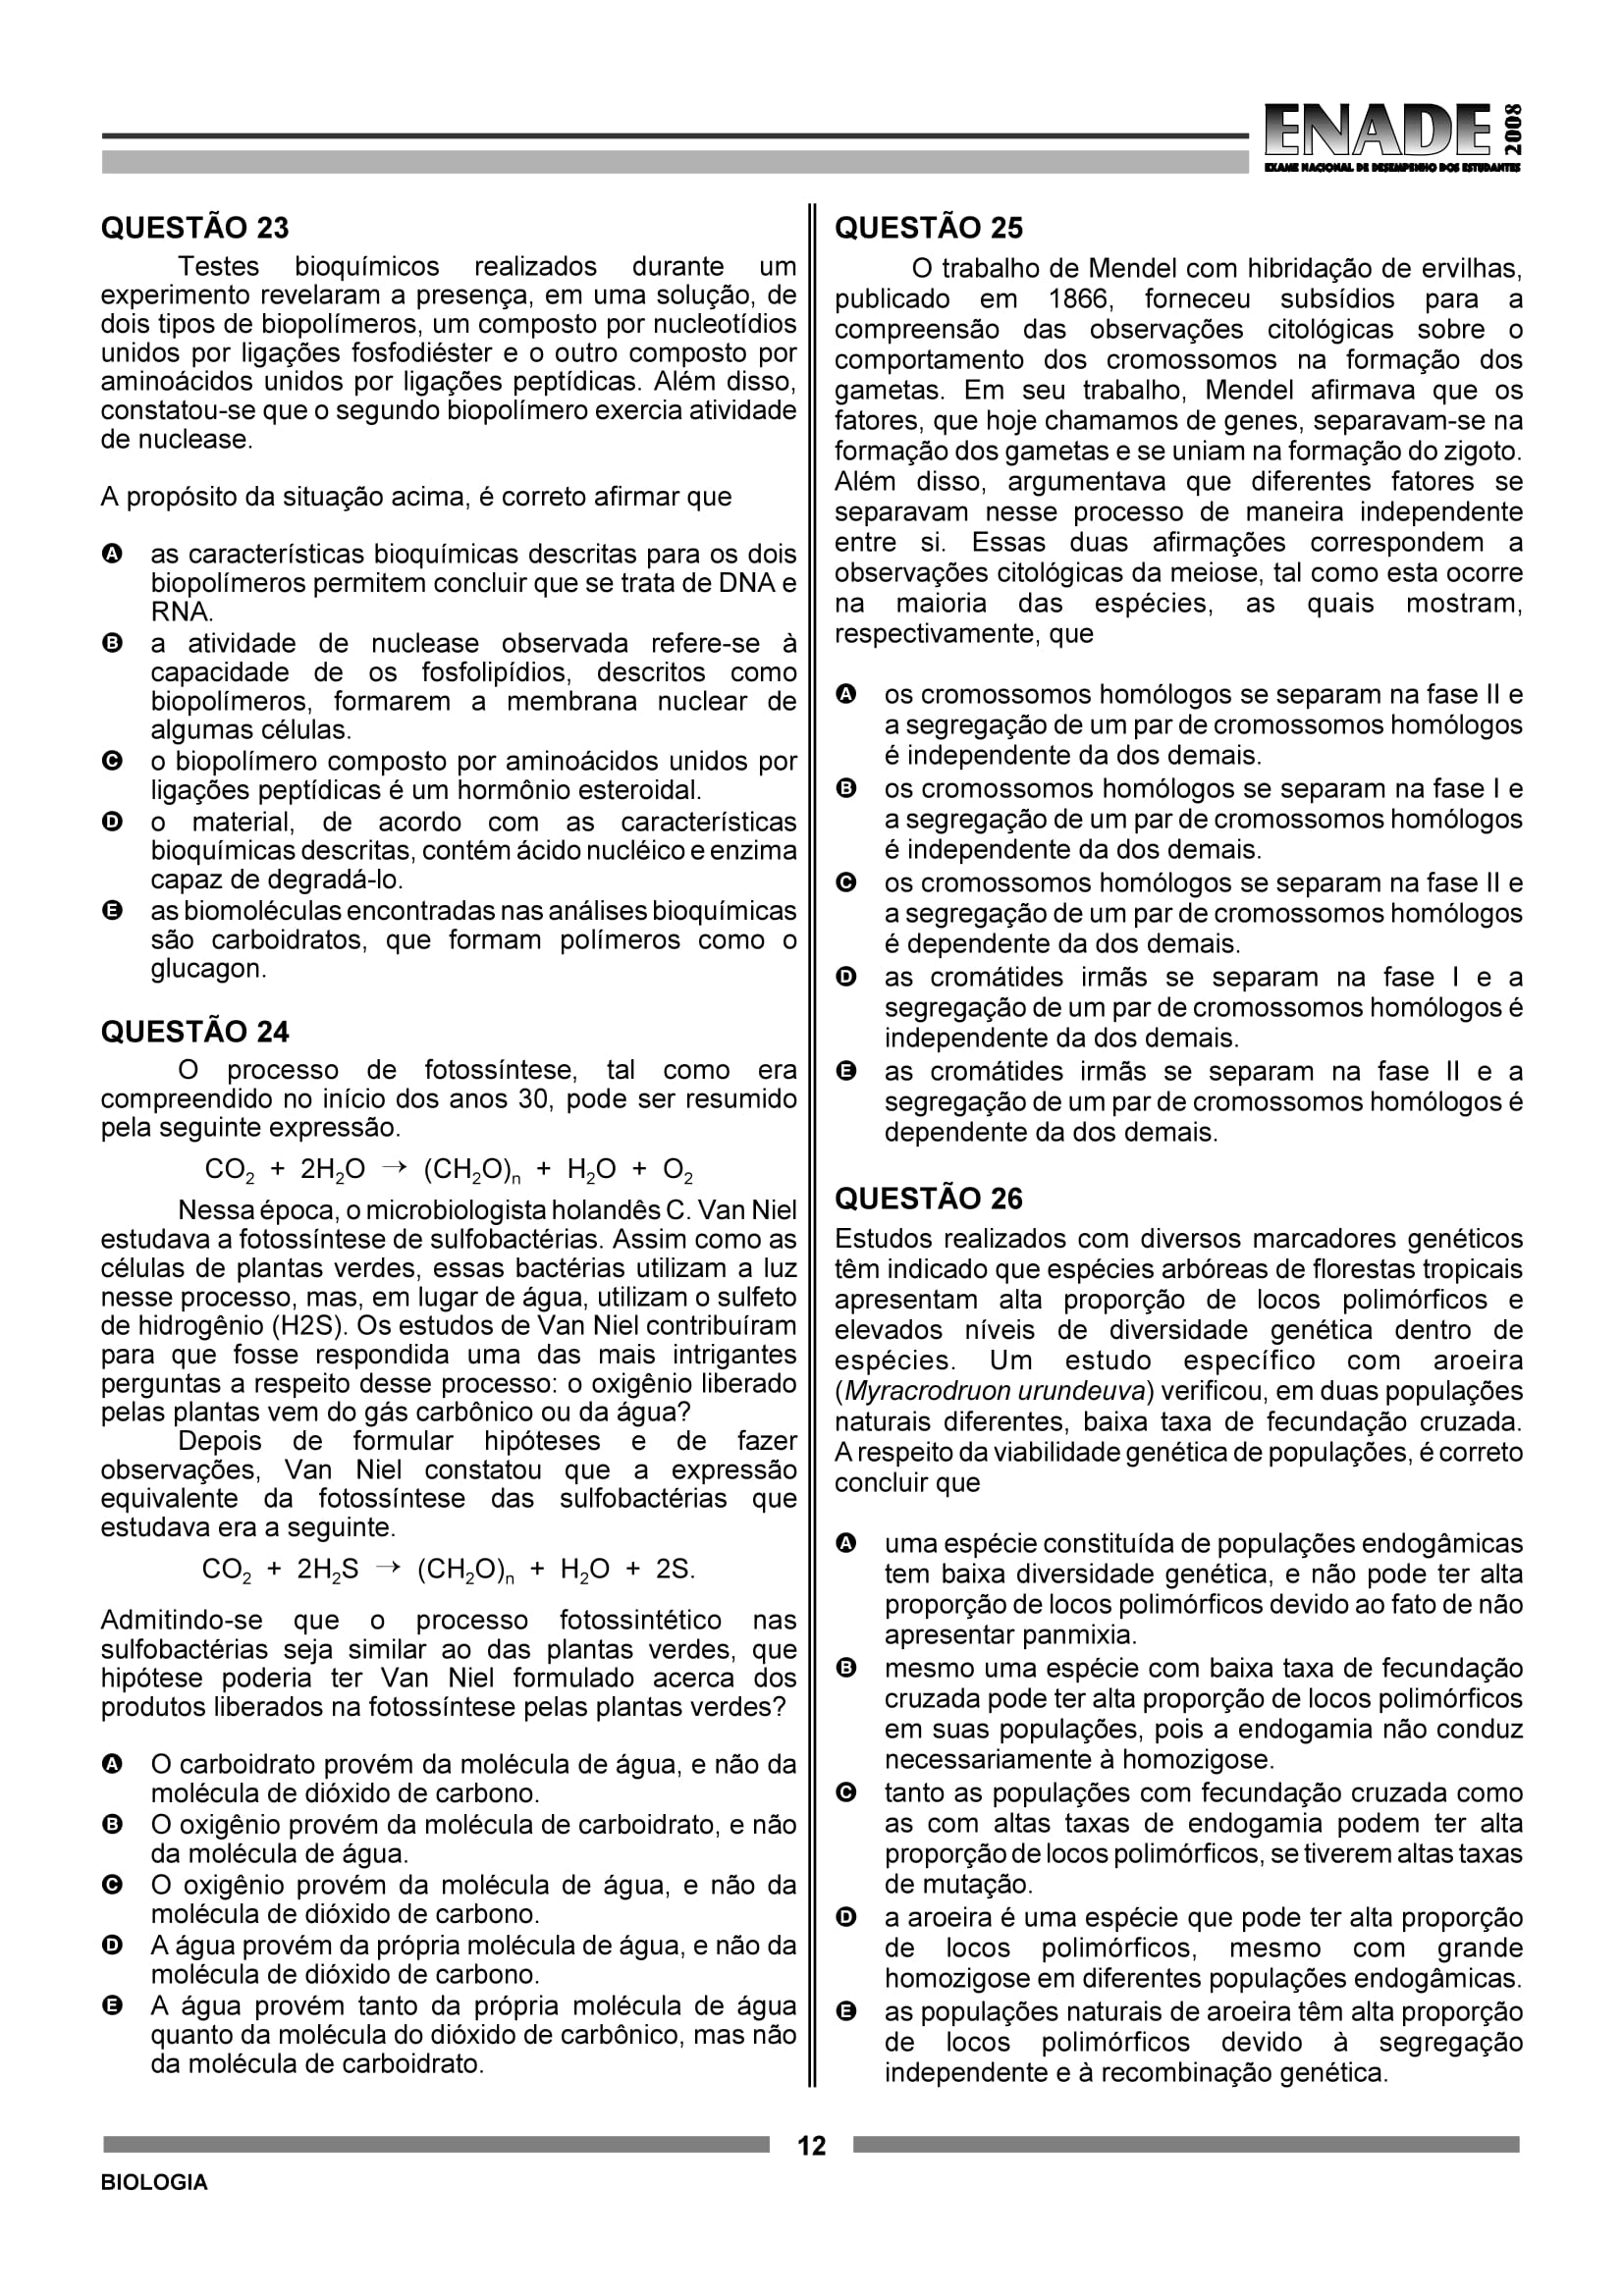 ENADE 2008
EXAME NACIONAL DE DESEMPENHO DOS ESTUDANTES
QUESTÃO 23
Testes bioquímicos realizados durante um
experimento revelaram a presença, em uma solução, de
dois tipos de biopolímeros, um composto por nucleotídios
unidos por ligações fosfodiéster e o outro composto por
aminoácidos unidos por ligações peptídicas. Além disso,
constatou-se que o segundo biopolímero exercia atividade
de nuclease.
A propósito da situação acima, é correto afirmar que
A as características bioquímicas descritas para os dois
biopolímeros permitem concluir que se trata de DNA e
RNA.
B a atividade de nuclease observada refere-se à
capacidade de os fosfolipídios, descritos como
biopolímeros, formarem a membrana nuclear de
algumas células.
C o biopolímero composto por aminoácidos unidos por
ligações peptídicas é um hormônio esteroidal.
D o material, de acordo com as características
bioquímicas descritas, contém ácido nucléico e enzima
capaz de degradá-lo.
E as biomoléculas encontradas nas análises bioquímicas
são carboidratos, que formam polímeros como o
glucagon.
QUESTÃO 24
O processo de fotossíntese, tal como era
compreendido no início dos anos 30, pode ser resumido
pela seguinte expressão.
CO2 + 2H2O → (CH2O)n + H2O + O2
Nessa época, o microbiologista holandês C. Van Niel
estudava a fotossíntese de sulfobactérias. Assim como as
células de plantas verdes, essas bactérias utilizam a luz
nesse processo, mas, em lugar de água, utilizam o sulfeto
de hidrogênio (H2S). Os estudos de Van Niel contribuíram
para que fosse respondida uma das mais intrigantes
perguntas a respeito desse processo: o oxigênio liberado
pelas plantas vem do gás carbônico ou da água?
Depois de formular hipóteses e de fazer
observações, Van Niel constatou que a expressão
equivalente da fotossíntese das sulfobactérias que
estudava era a seguinte.
CO2 + 2H2S → (CH2O)n + H2O + 2S.
Admitindo-se que o processo fotossintético nas
sulfobactérias seja similar ao das plantas verdes, que
hipótese poderia ter Van Niel formulado acerca dos
produtos liberados na fotossíntese pelas plantas verdes?
A O carboidrato provém da molécula de água, e não da
molécula de dióxido de carbono.
B O oxigênio provém da molécula de carboidrato, e não
da molécula de água.
C O oxigênio provém da molécula de água, e não da
molécula de dióxido de carbono.
D A água provém da própria molécula de água, e não da
molécula de dióxido de carbono.
E A água provém tanto da própria molécula de água
quanto da molécula do dióxido de carbônico, mas não
da molécula de carboidrato.
QUESTÃO 25
O trabalho de Mendel com hibridação de ervilhas,
publicado em 1866, forneceu subsídios para a
compreensão das observações citológicas sobre o
comportamento dos cromossomos na formação dos
gametas. Em seu trabalho, Mendel afirmava que os
fatores, que hoje chamamos de genes, separavam-se na
formação dos gametas e se uniam na formação do zigoto.
Além disso, argumentava que diferentes fatores se
separavam nesse processo de maneira independente
entre si. Essas duas afirmações correspondem a
observações citológicas da meiose, tal como esta ocorre
na maioria das espécies, as quais mostram,
respectivamente, que
A os cromossomos homólogos se separam na fase II e
a segregação de um par de cromossomos homólogos
é independente da dos demais.
B os cromossomos homólogos se separam na fase I e
a segregação de um par de cromossomos homólogos
é independente da dos demais.
C os cromossomos homólogos se separam na fase II e
a segregação de um par de cromossomos homólogos
é dependente da dos demais.
D as cromátides irmãs se separam na fase I e a
segregação de um par de cromossomos homólogos é
independente da dos demais.
E as cromátides irmãs se separam na fase II e a
segregação de um par de cromossomos homólogos é
dependente da dos demais.
QUESTÃO 26
Estudos realizados com diversos marcadores genéticos
têm indicado que espécies arbóreas de florestas tropicais
apresentam alta proporção de locos polimórficos e
elevados níveis de diversidade genética dentro de
espécies. Um estudo específico com aroeira
(Myracrodruon urundeuva) verificou, em duas populações
naturais diferentes, baixa taxa de fecundação cruzada.
A respeito da viabilidade genética de populações, é correto
concluir que
A uma espécie constituída de populações endogâmicas
tem baixa diversidade genética, e não pode ter alta
proporção de locos polimórficos devido ao fato de não
apresentar panmixia.
B mesmo uma espécie com baixa taxa de fecundação
cruzada pode ter alta proporção de locos polimórficos
em suas populações, pois a endogamia não conduz
necessariamente à homozigose.
C tanto as populações com fecundação cruzada como
as com altas taxas de endogamia podem ter alta
proporção de locos polimórficos, se tiverem altas taxas
de mutação.
D a aroeira é uma espécie que pode ter alta proporção
de locos polimórficos, mesmo com grande
homozigose em diferentes populações endogâmicas.
E as populações naturais de aroeira têm alta proporção
de locos polimórficos devido à segregação
independente e à recombinação genética.
12
BIOLOGIA